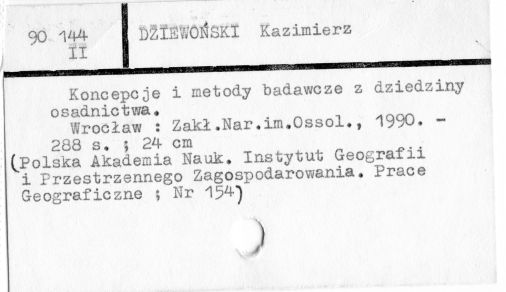 90 144 DZIEWOŃSKI Kazimierz
II
Koncepcje i metody badawcze z dziedziny
osadnictwa.
Wrocław : Zakł.Nar.im.Ossol., 1990. -
288 s. ; 24 cm
(Polska Akademia Nauk. Instytut Geografii
i Przestrzennego Zagospodarowania. Prace
Geograficzne ; Nr 154)